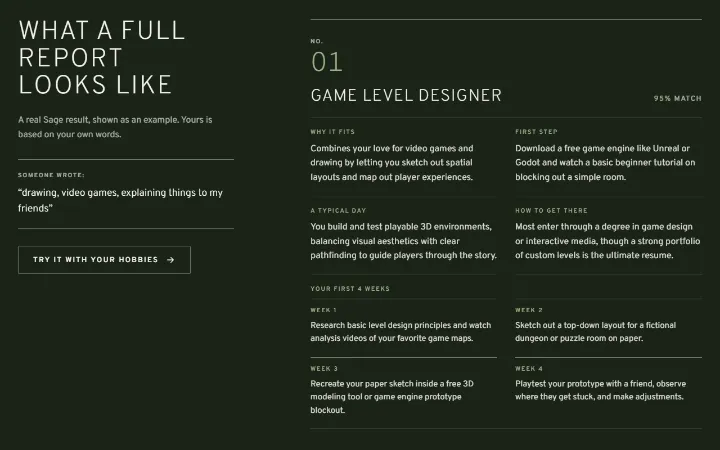 WHAT A FULL
REPORT
LOOKS LIKE
A real Sage result, shown as an example. Yours is
based on your own words.
SOMEONE WROTE:
“drawing, video games, explaining things to my
friends”
TRY IT WITH YOUR HOBBIES →
NO.
01
GAME LEVEL DESIGNER
95% MATCH
WHY IT FITS
Combines your love for video games and
drawing by letting you sketch out spatial
layouts and map out player experiences.
FIRST STEP
Download a free game engine like Unreal or
Godot and watch a basic beginner tutorial on
blocking out a simple room.
A TYPICAL DAY
You build and test playable 3D environments,
balancing visual aesthetics with clear
pathfinding to guide players through the story.
HOW TO GET THERE
Most enter through a degree in game design
or interactive media, though a strong portfolio
of custom levels is the ultimate resume.
YOUR FIRST 4 WEEKS
WEEK 1
Research basic level design principles and watch
analysis videos of your favorite game maps.
WEEK 2
Sketch out a top-down layout for a fictional
dungeon or puzzle room on paper.
WEEK 3
Recreate your paper sketch inside a free 3D
modeling tool or game engine prototype
blockout.
WEEK 4
Playtest your prototype with a friend, observe
where they get stuck, and make adjustments.